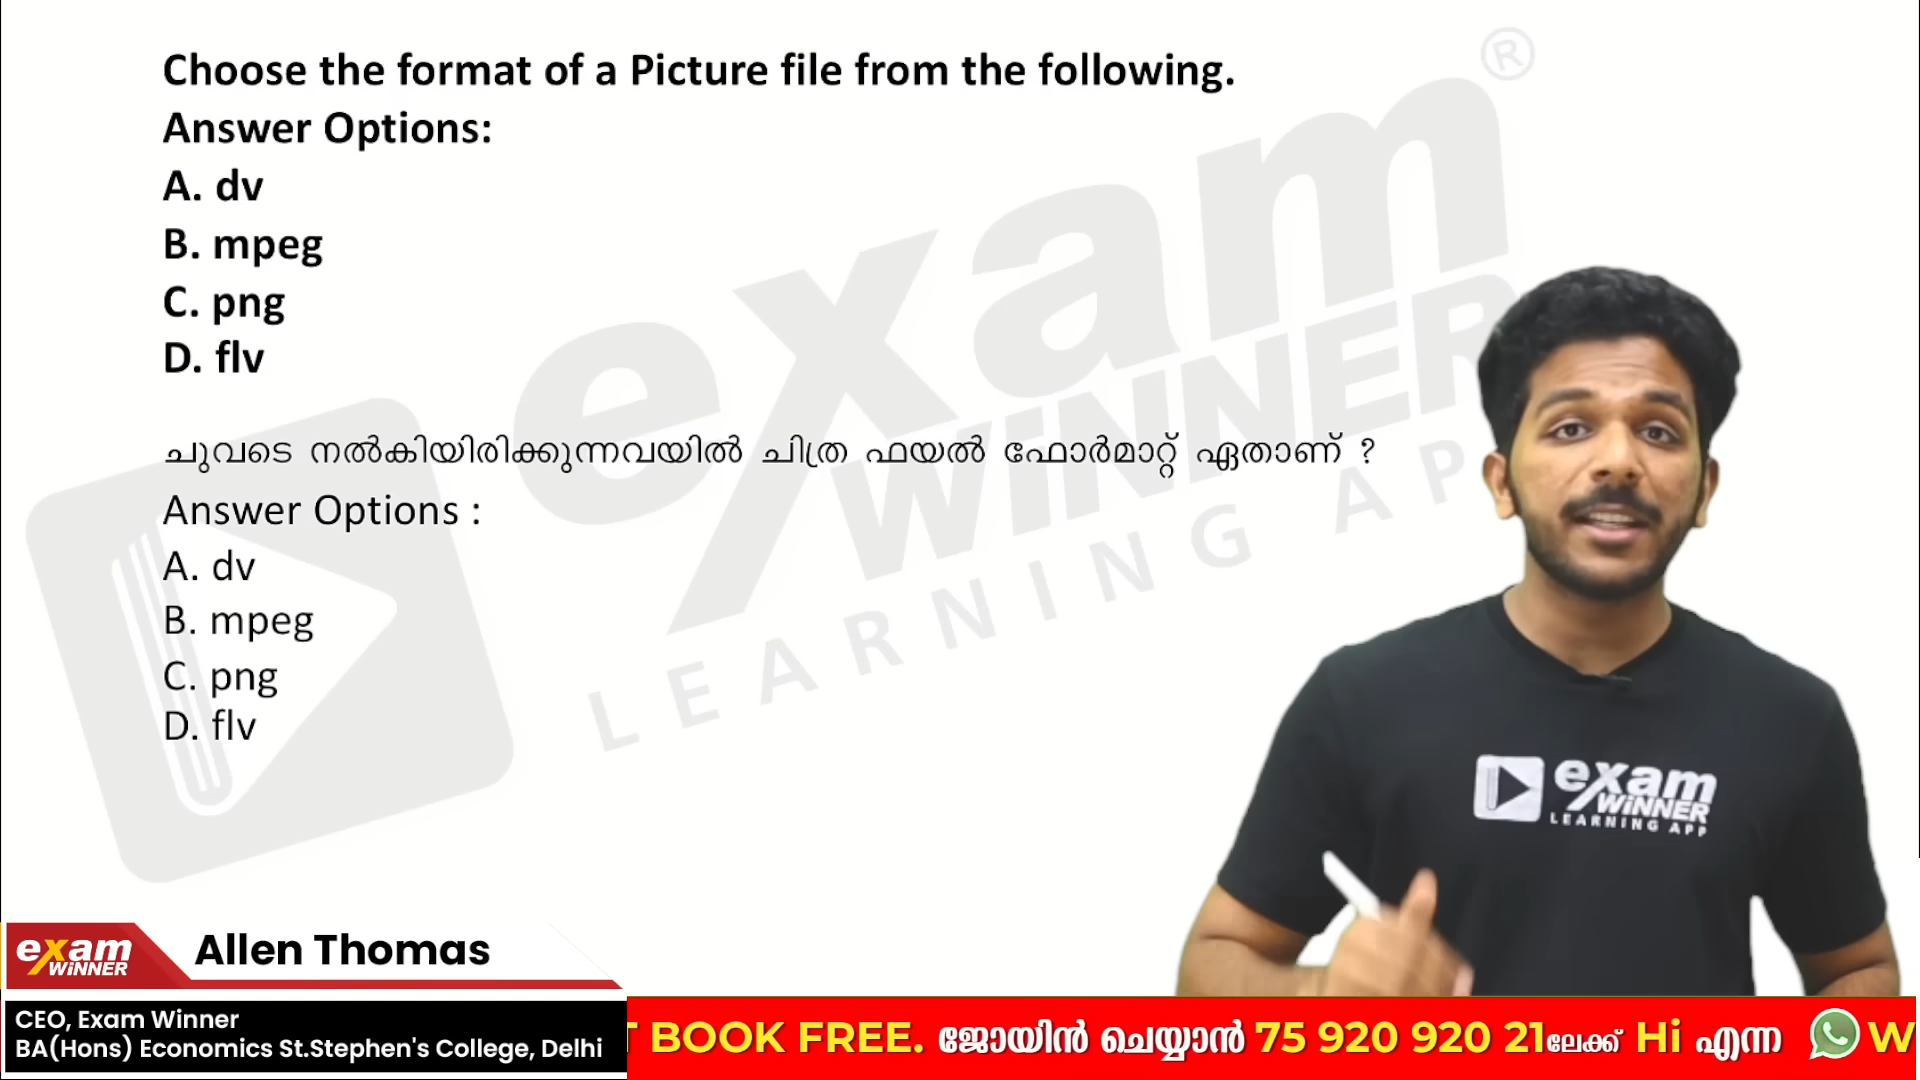 Choose the format of a Picture file from the following.
Answer Options:
A. dv
B. mpeg
C. png
D. flv
ചുവടെ നൽകിയിരിക്കുന്നവയിൽ ചിത്ര ഫയൽ ഫോർമാറ്റ് ഏതാണ് ?
Answer Options :
A. dv
B. mpeg
C. png
D. flv
exam
WiNNER
LEARNING AP
®
exam
WiNNER
LEARNING APP
exam
WiNNER
Allen Thomas
CEO, Exam Winner
BA(Hons) Economics St.Stephen's College, Delhi
T BOOK FREE. ജോയിൻ ചെയ്യാൻ 75 920 920 21ലേക്ക് Hi എന്ന W